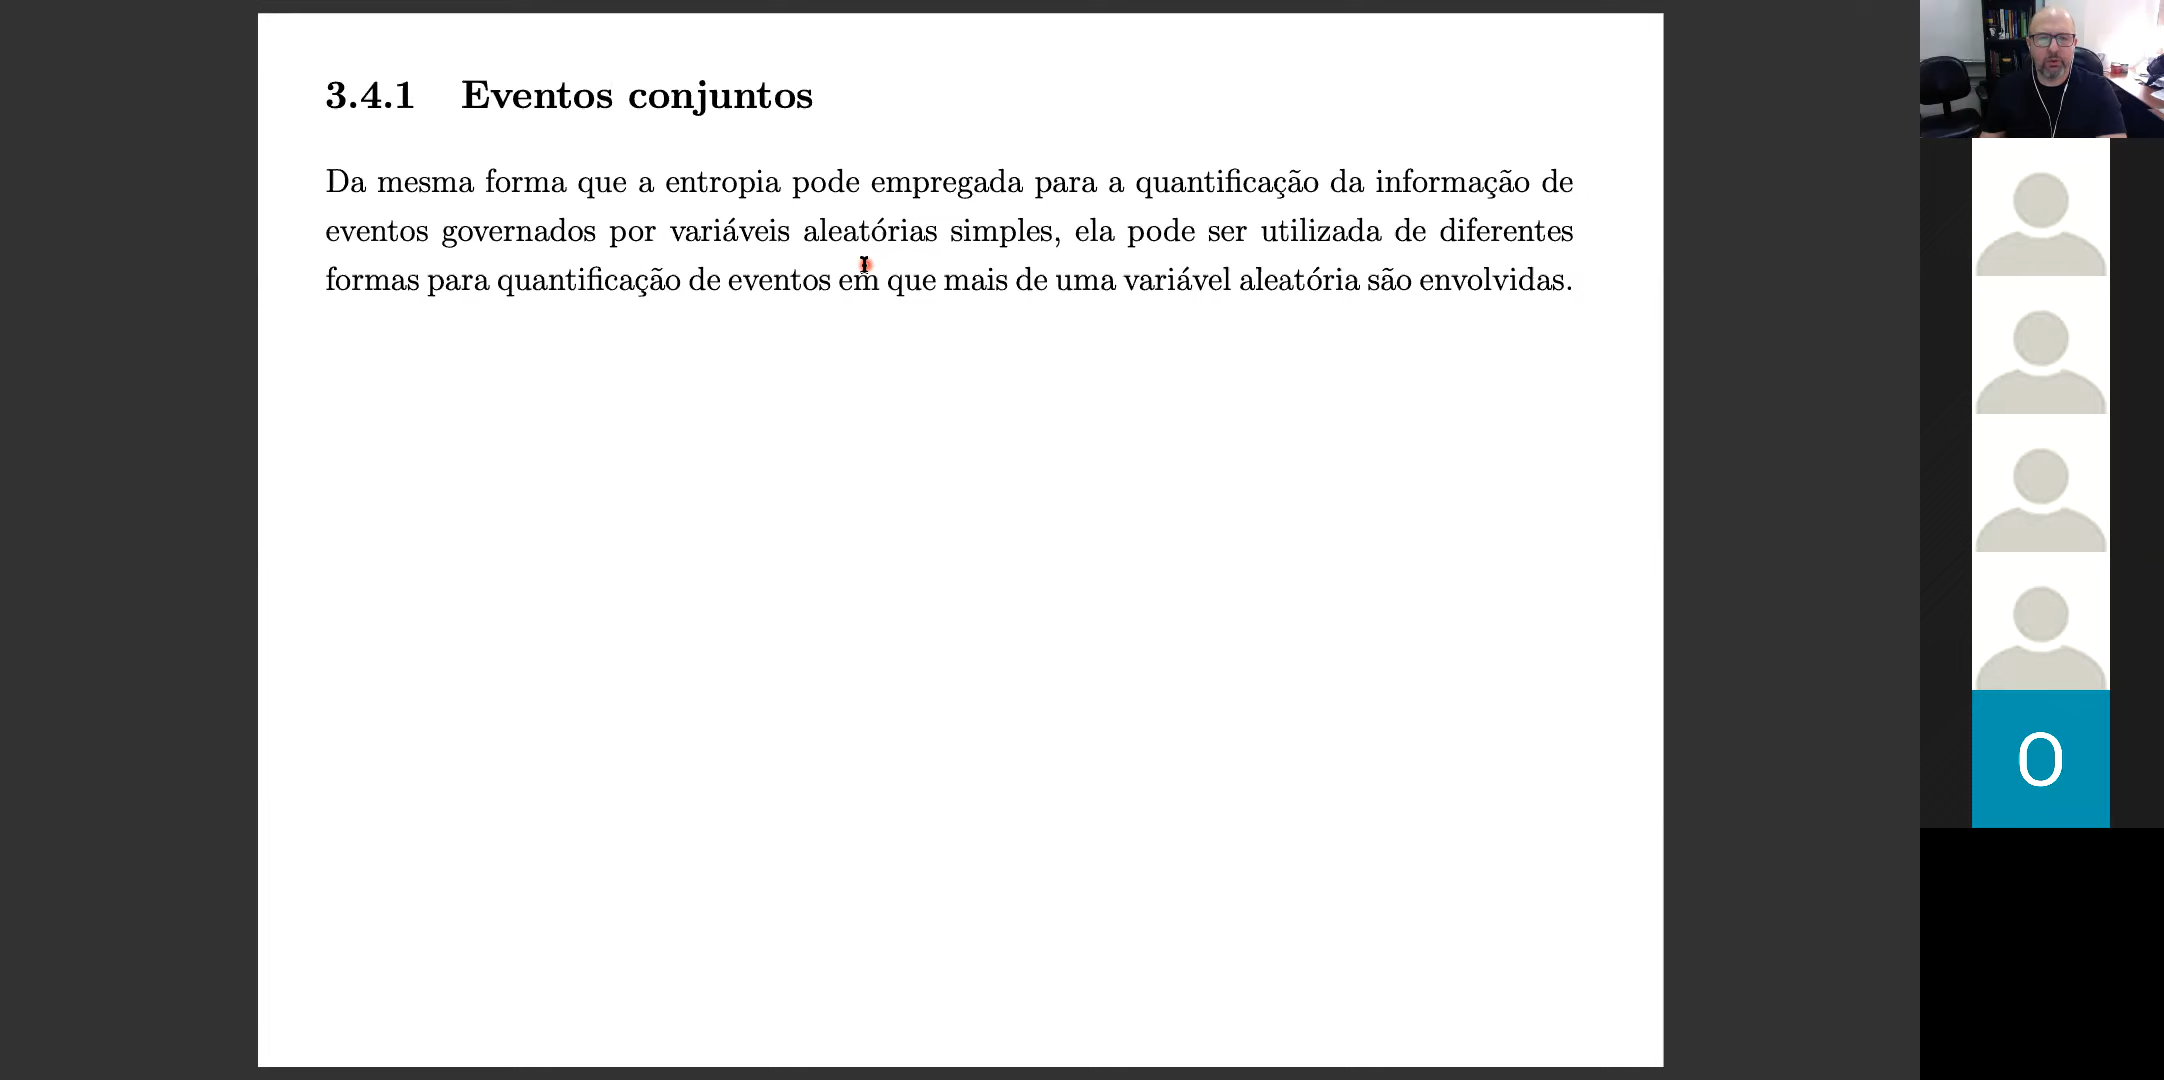 3.4.1 Eventos conjuntos
Da mesma forma que a entropia pode empregada para a quantificação da informação de
eventos governados por variáveis aleatórias simples, ela pode ser utilizada de diferentes
formas para quantificação de eventos em que mais de uma variável aleatória são envolvidas.
O